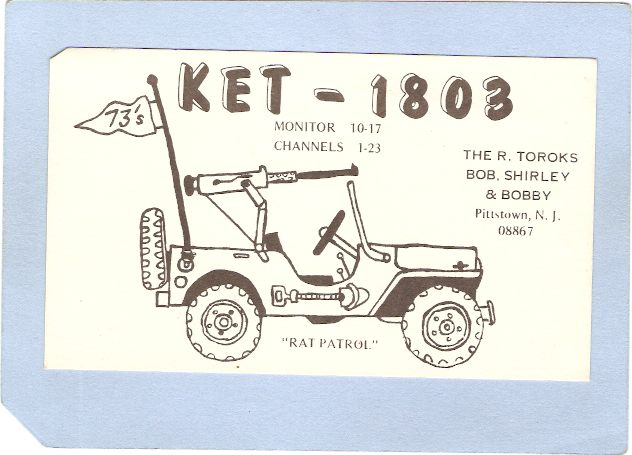 KET - 1803
73's
MONITOR 10-17
CHANNELS 1-23
THE R. TOROKS
BOB, SHIRLEY
& BOBBY
Pittstown, N. J.
08867
"RAT PATROL"